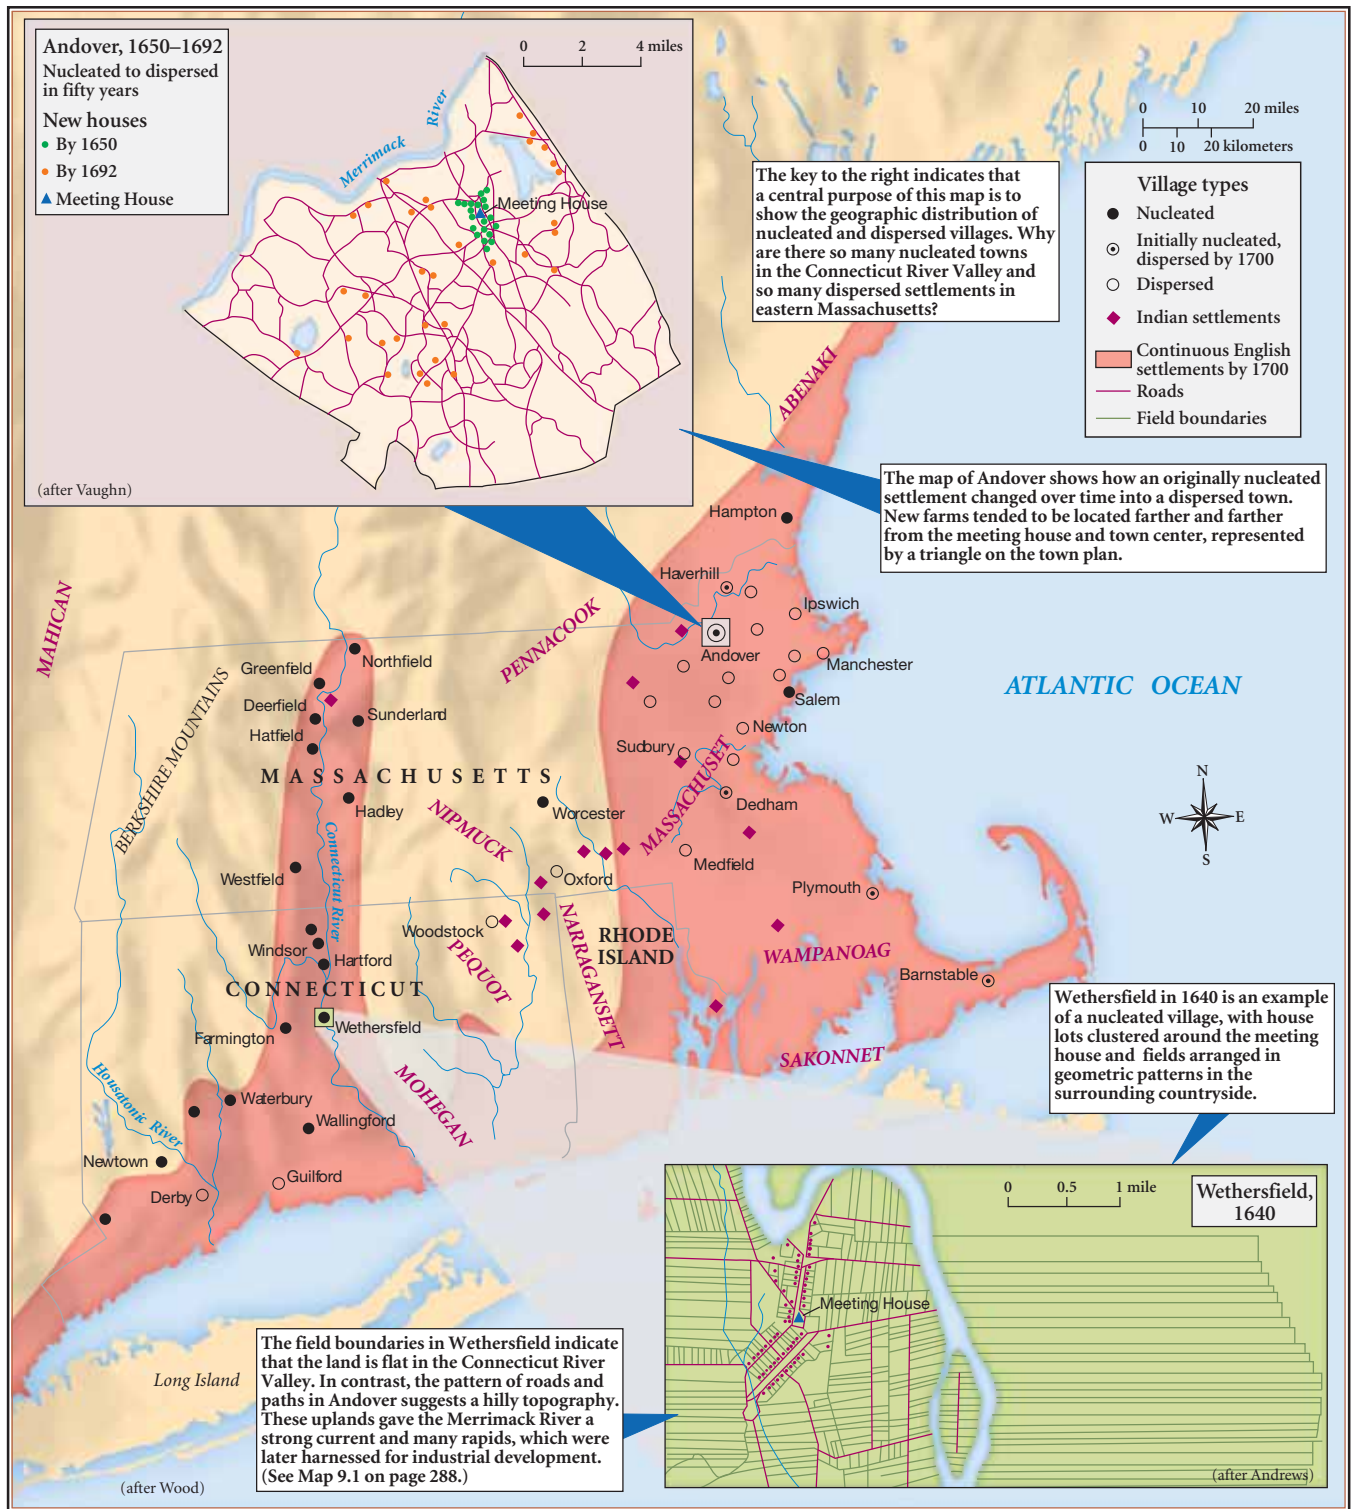 Andover, 1650–1692
Nucleated to dispersed
in fifty years
New houses
By 1650
By 1692
Meeting House
0 2 4 miles
Merrimack River
Meeting House
(after Vaughn)
0 10 20 miles
0 10 20 kilometers
The key to the right indicates that
a central purpose of this map is to
show the geographic distribution of
nucleated and dispersed villages. Why
are there so many nucleated towns
in the Connecticut River Valley and
so many dispersed settlements in
eastern Massachusetts?
Village types
Nucleated
Initially nucleated,
dispersed by 1700
Dispersed
Indian settlements
Continuous English
settlements by 1700
Roads
Field boundaries
The map of Andover shows how an originally nucleated
settlement changed over time into a dispersed town.
New farms tended to be located farther and farther
from the meeting house and town center, represented
by a triangle on the town plan.
ABENAKI
Hampton
Haverhill
Ipswich
MAHICAN
PENNACOOK
Andover
Manchester
Northfield
Greenfield
ATLANTIC OCEAN
Salem
Deerfield
Sunderland
Newton
Hatfield
Sudbury
BERKSHIRE MOUNTAINS
MASSACHUSETTS
MASSACHUSET
Hadley
Worcester
Dedham
NIPMUCK
N
W E
S
Connecticut River
Medfield
Westfield
Oxford
Plymouth
Woodstock
NARRAGANSETT
RHODE
ISLAND
Windsor
Hartford
PEQUOT
WAMPANOAG
Barnstable
CONNECTICUT
Wethersfield
Farmington
SAKONNET
MOHEGAN
Housatonic River
Waterbury
Wallingford
Newtown
Guilford
Derby
Wethersfield in 1640 is an example
of a nucleated village, with house
lots clustered around the meeting
house and fields arranged in
geometric patterns in the
surrounding countryside.
0 0.5 1 mile
Wethersfield,
1640
Meeting House
(after Andrews)
The field boundaries in Wethersfield indicate
that the land is flat in the Connecticut River
Valley. In contrast, the pattern of roads and
paths in Andover suggests a hilly topography.
These uplands gave the Merrimack River a
strong current and many rapids, which were
later harnessed for industrial development.
(See Map 9.1 on page 288.)
Long Island
(after Wood)